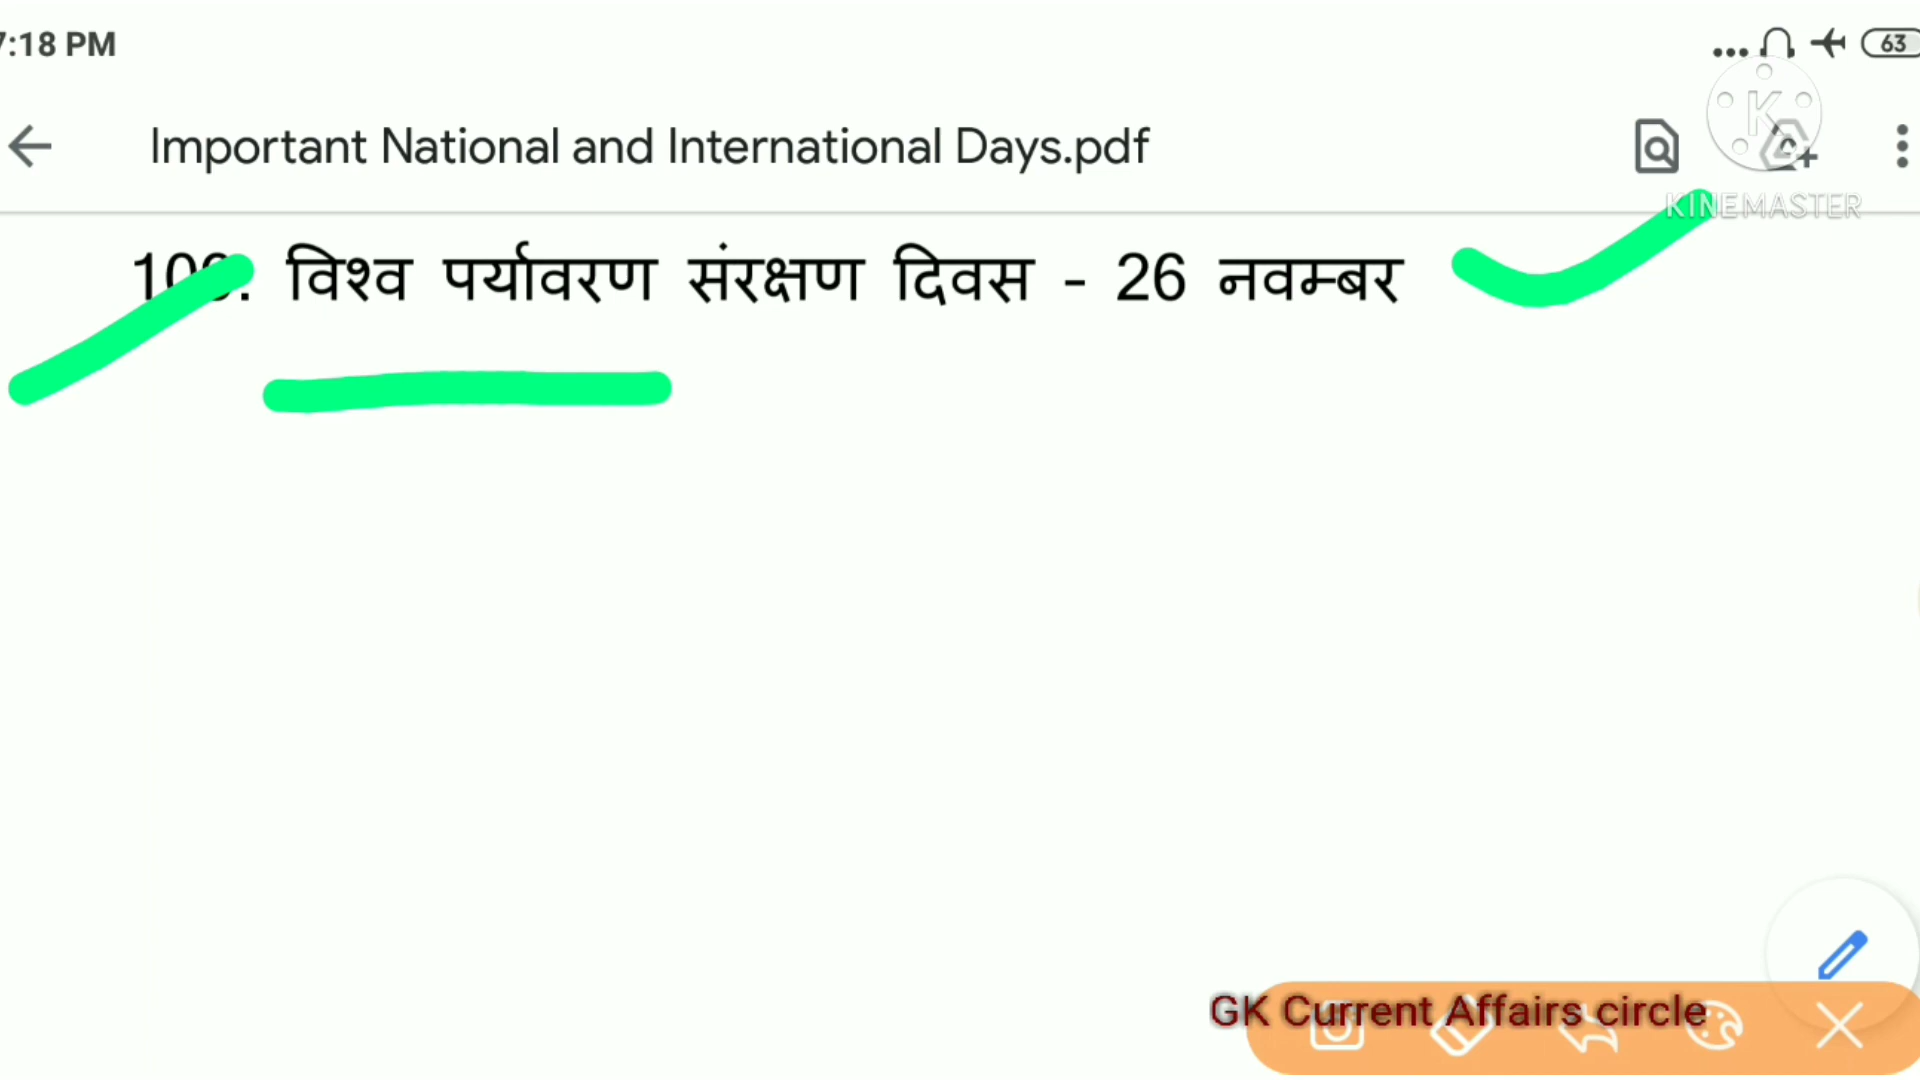 7:18 PM
63
Important National and International Days.pdf
KINEMASTER
विश्व पर्यावरण संरक्षण दिवस - 26 नवम्बर
GK Current Affairs circle